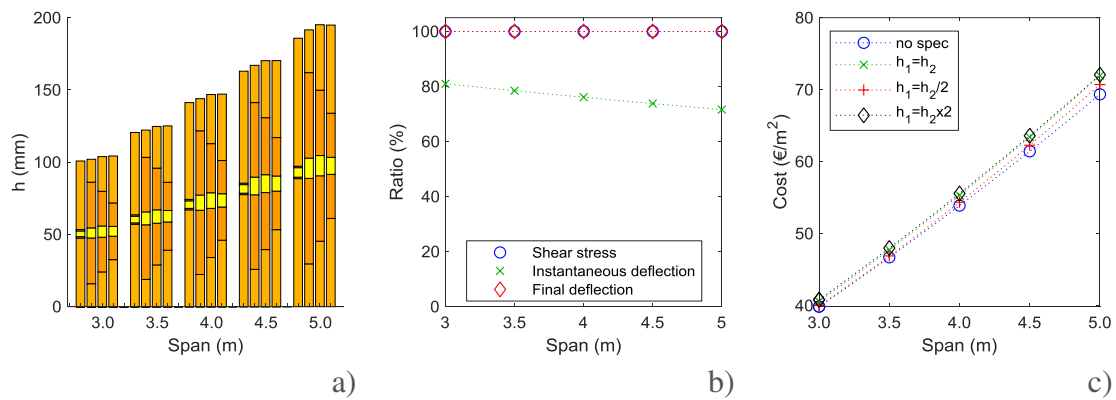 200
150
100
50
0
h (mm)
3.0 3.5 4.0 4.5 5.0
Span (m)
a)
100
80
60
40
20
0
Ratio (%)
Shear stress
Instantaneous deflection
Final deflection
3 3.5 4 4.5 5
Span (m)
b)
80
70
60
50
40
Cost (€/m²)
no spec
h₁=h₂
h₁=h₂/2
h₁=h₂x2
3.0 3.5 4.0 4.5 5.0
Span (m)
c)